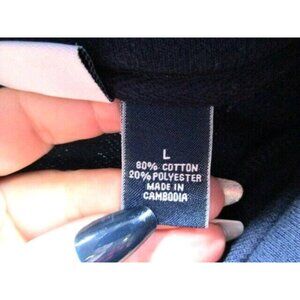 L
80% COTTON
20% POLYESTER
MADE IN
CAMBODIA